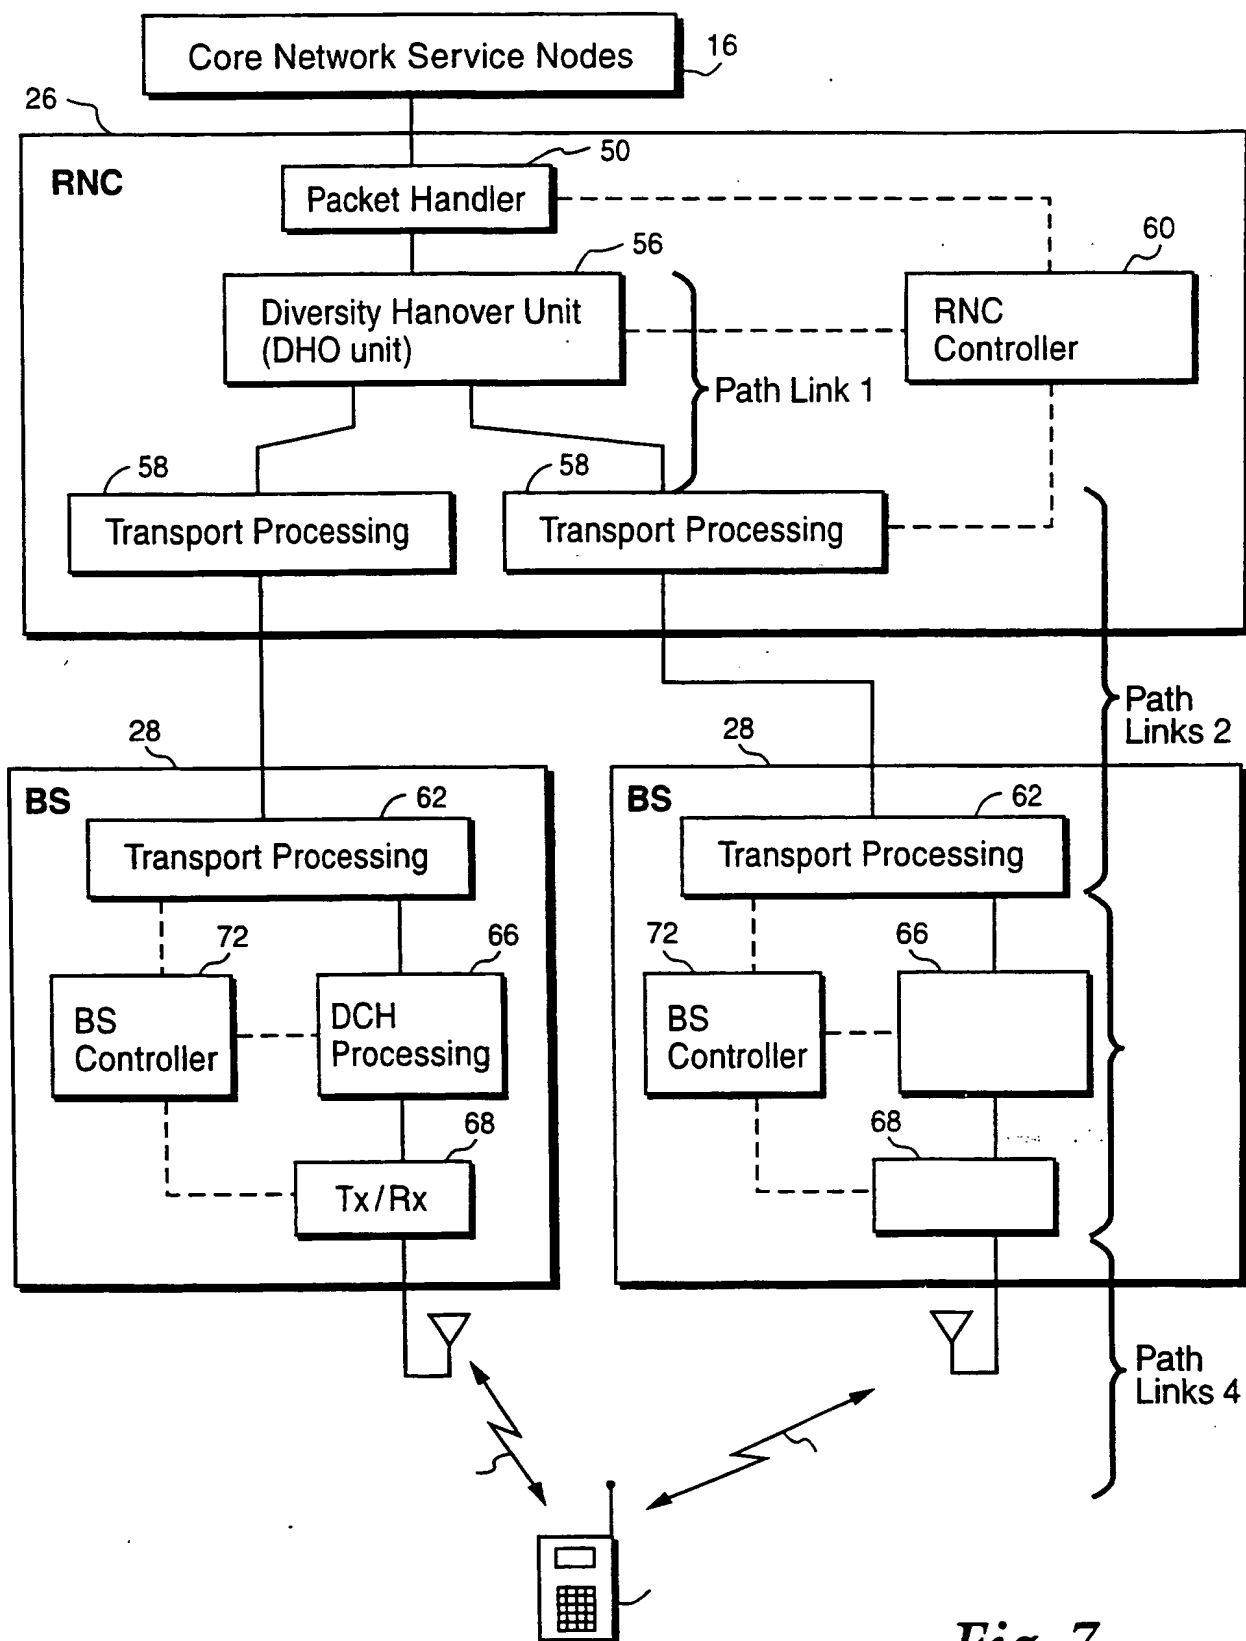 Core Network Service Nodes
16
26
RNC
50
Packet Handler
56
60
Diversity Hanover Unit
(DHO unit)
RNC
Controller
Path Link 1
58
58
Transport Processing
Transport Processing
Path
Links 2
28
28
BS
BS
62
62
Transport Processing
Transport Processing
72
66
72
66
BS
Controller
DCH
Processing
BS
Controller
68
68
Tx/Rx
Path
Links 4
Fig. 7